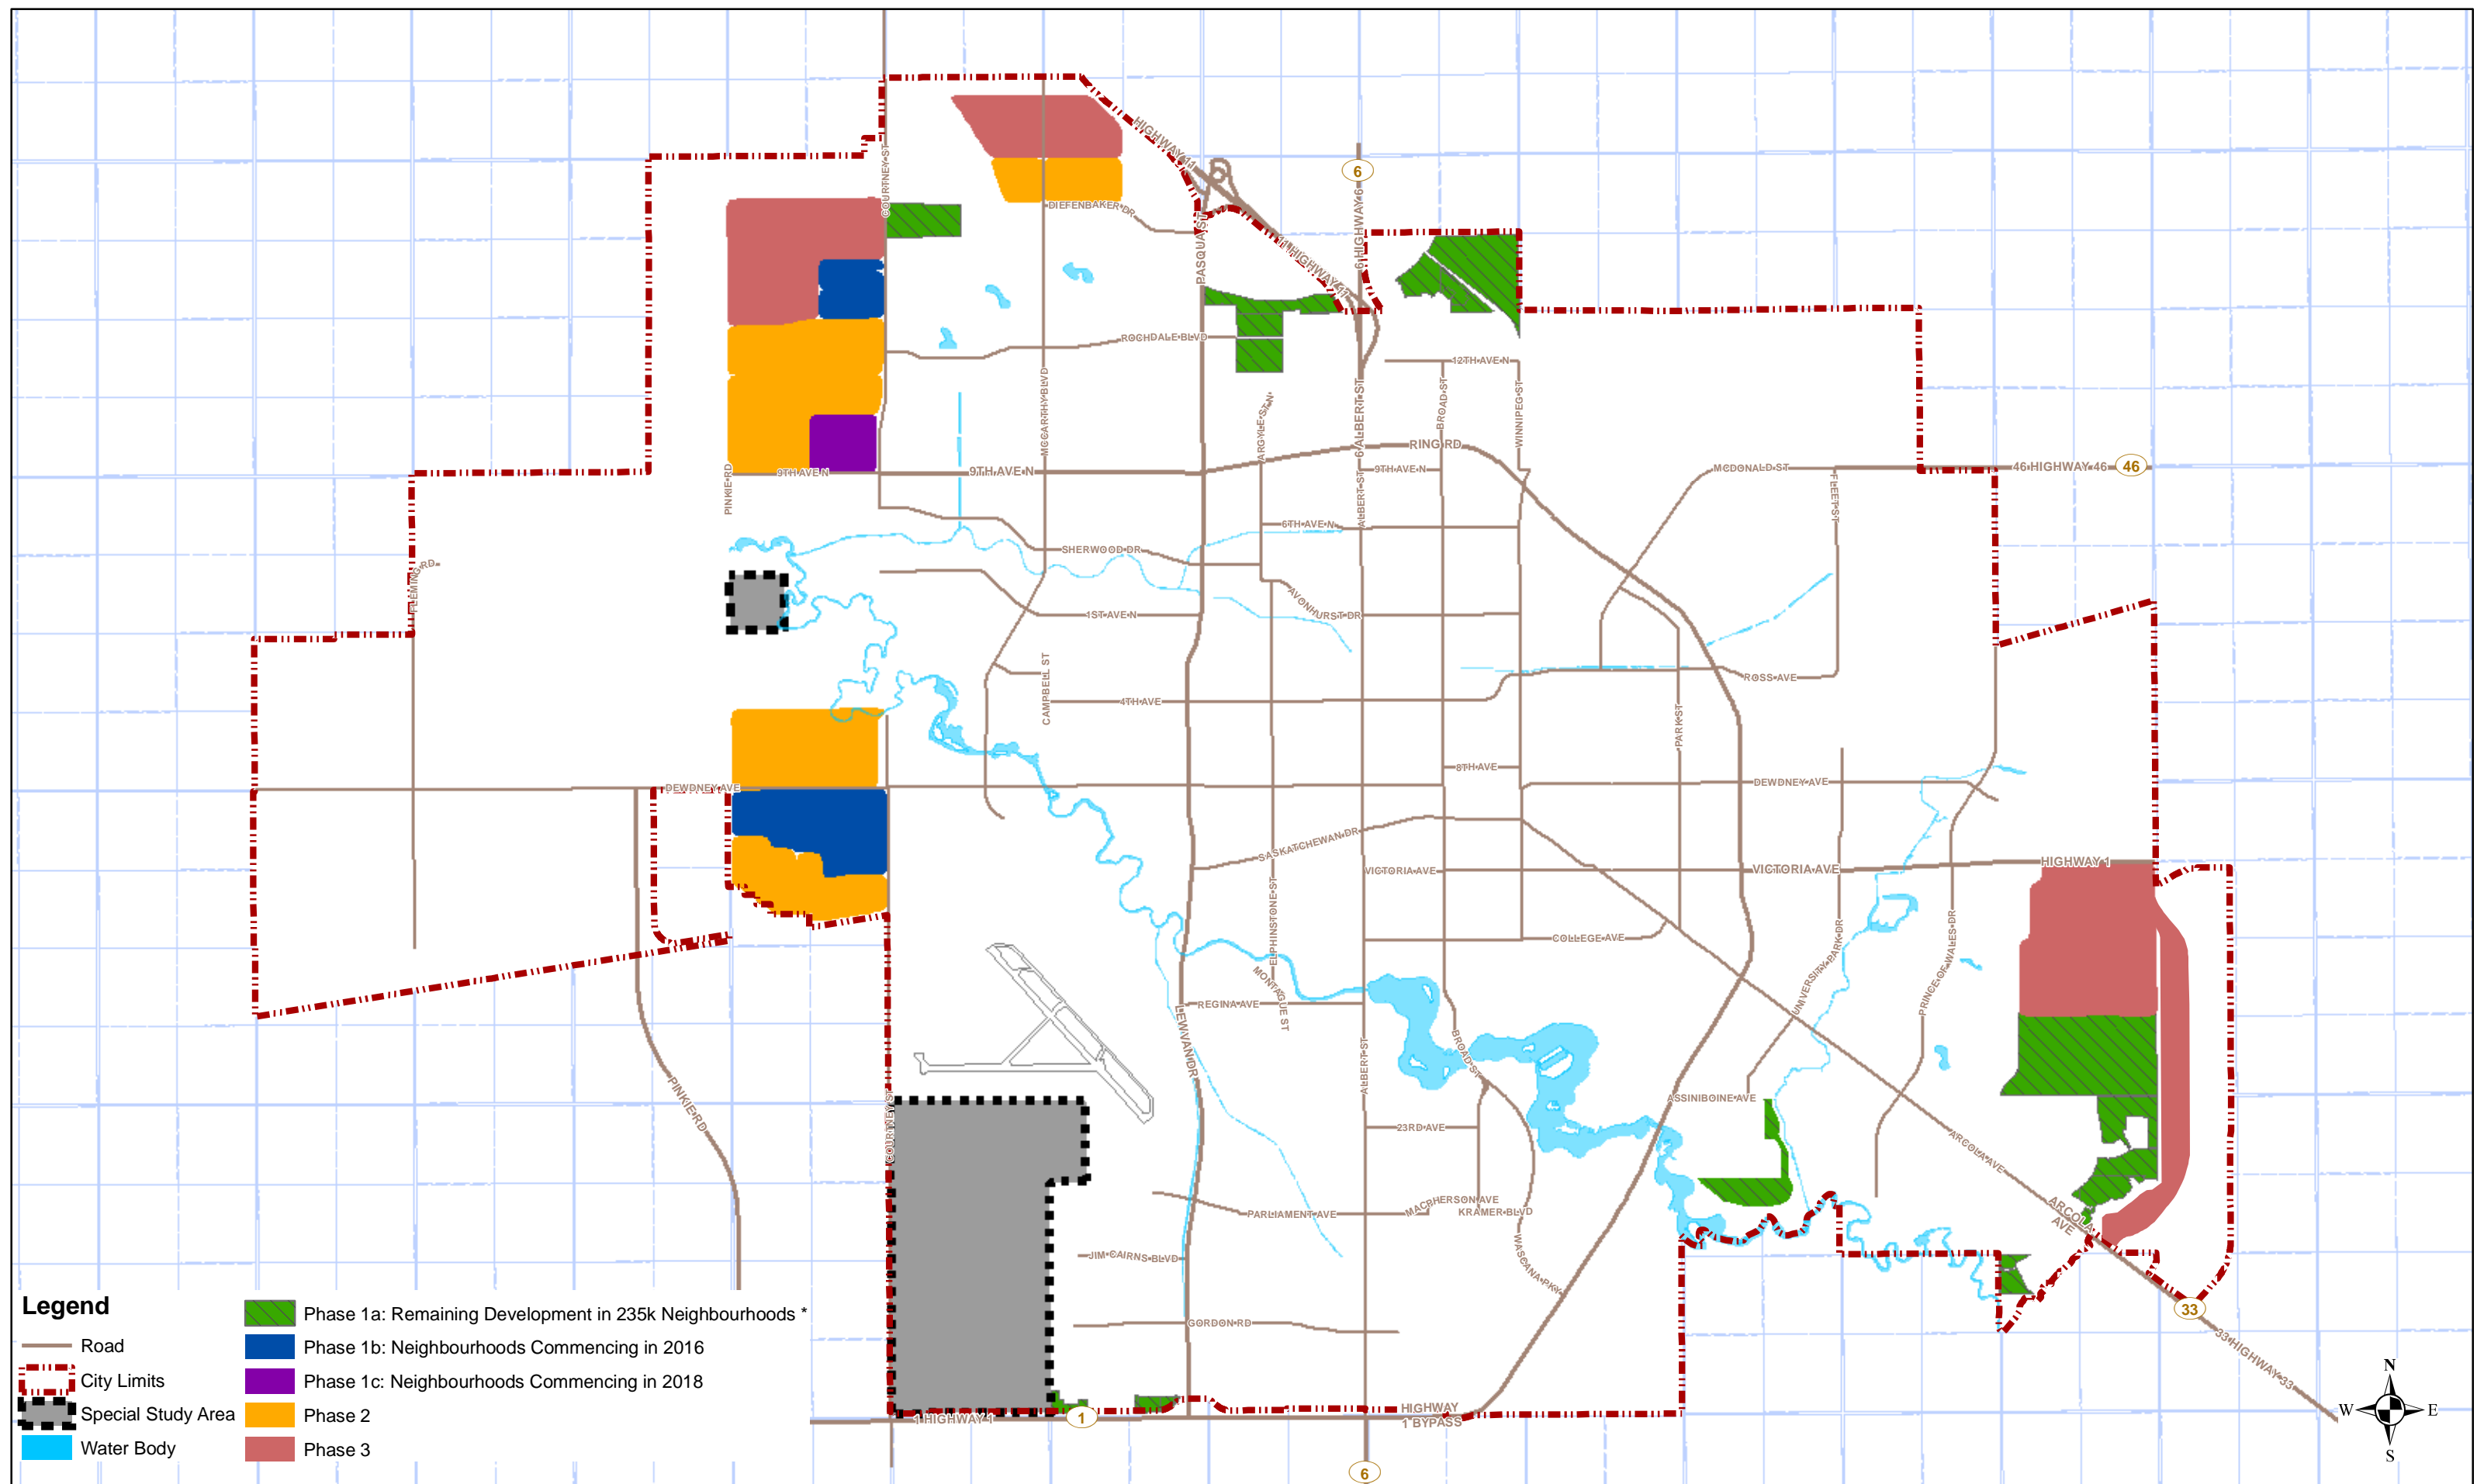 HIGHWAY 11
6
COURTNEY ST
6 HIGHWAY 6
DIEFENBAKER DR
PASQUA ST
11 HIGHWAY 11
ROCHDALE BLVD
12TH AVE N
MCCARTHY BLVD
ARGYLE ST N
6 ALBERT ST
BROAD ST
WINNIPEG ST
RING RD
PINKIE RD
9TH AVE N
9TH AVE N
9TH AVE N
MCDONALD ST
46 HIGHWAY 46
46
FLEET ST
ALBERT ST
6TH AVE N
SHERWOOD DR
FLEMING RD
1ST AVE N
AVONHURST DR
CAMPBELL ST
4TH AVE
ROSS AVE
PARK ST
8TH AVE
DEWDNEY AVE
DEWDNEY AVE
SASKATCHEWAN DR
VICTORIA AVE
VICTORIA AVE
HIGHWAY 1
ELPHINSTONE ST
COLLEGE AVE
UNIVERSITY PARK DR
PRINCE OF WALES DR
MONTAGUE ST
REGINA AVE
LEWVAN DR
BROAD ST
ALBERT ST
PINKIE RD
COURTNEY ST
ASSINIBOINE AVE
23RD AVE
ARCOLA AVE
MACPHERSON AVE
KRAMER BLVD
PARLIAMENT AVE
ARCOLA
AVE
WASCANA PKY
JIM CAIRNS BLVD
GORDON RD
33
33 HIGHWAY 33
1 HIGHWAY 1
1
HIGHWAY
1 BYPASS
6
Legend
Road
City Limits
Special Study Area
Water Body
Phase 1a: Remaining Development in 235k Neighbourhoods *
Phase 1b: Neighbourhoods Commencing in 2016
Phase 1c: Neighbourhoods Commencing in 2018
Phase 2
Phase 3
N
W E
S